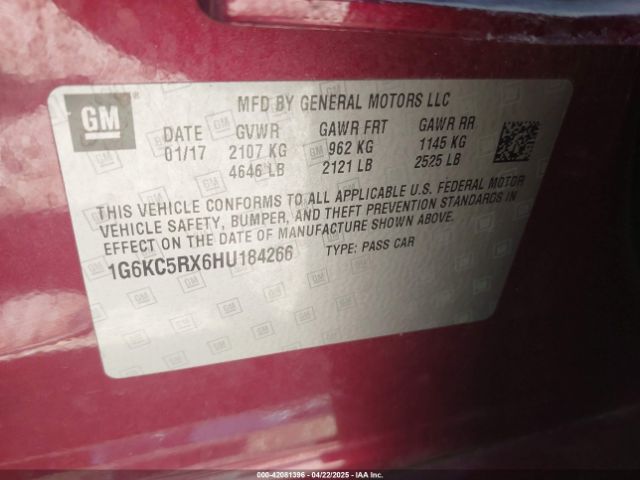 GM
MFD BY GENERAL MOTORS LLC
DATE GVWR GAWR FRT GAWR RR
01/17 2107 KG 962 KG 1145 KG
4646 LB 2121 LB 2525 LB
THIS VEHICLE CONFORMS TO ALL APPLICABLE U.S. FEDERAL MOTOR
VEHICLE SAFETY, BUMPER, AND THEFT PREVENTION STANDARDS IN
EFFECT ON THE DATE OF MANUFACTURE SHOWN ABOVE.
1G6KC5RX6HU184266 TYPE: PASS CAR
000-42081396 - 04/22/2025 - IAAI.COM